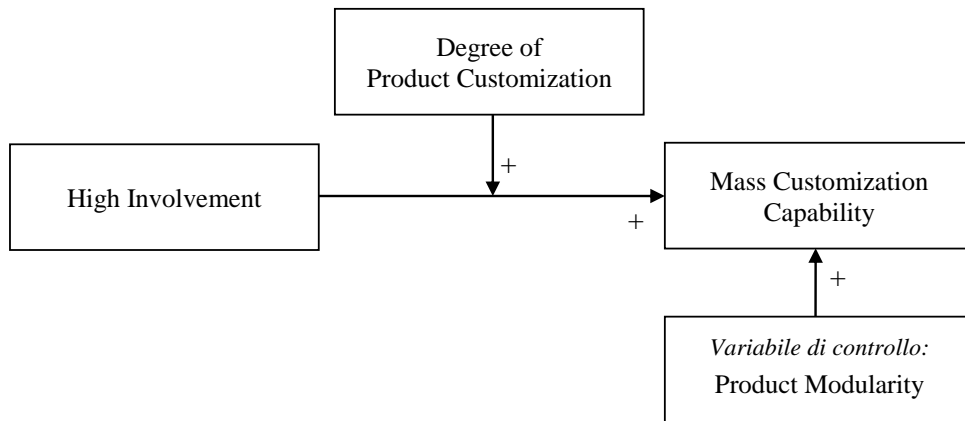 Degree of
Product Customization
+
High Involvement
Mass Customization
Capability
+
+
Variabile di controllo:
Product Modularity